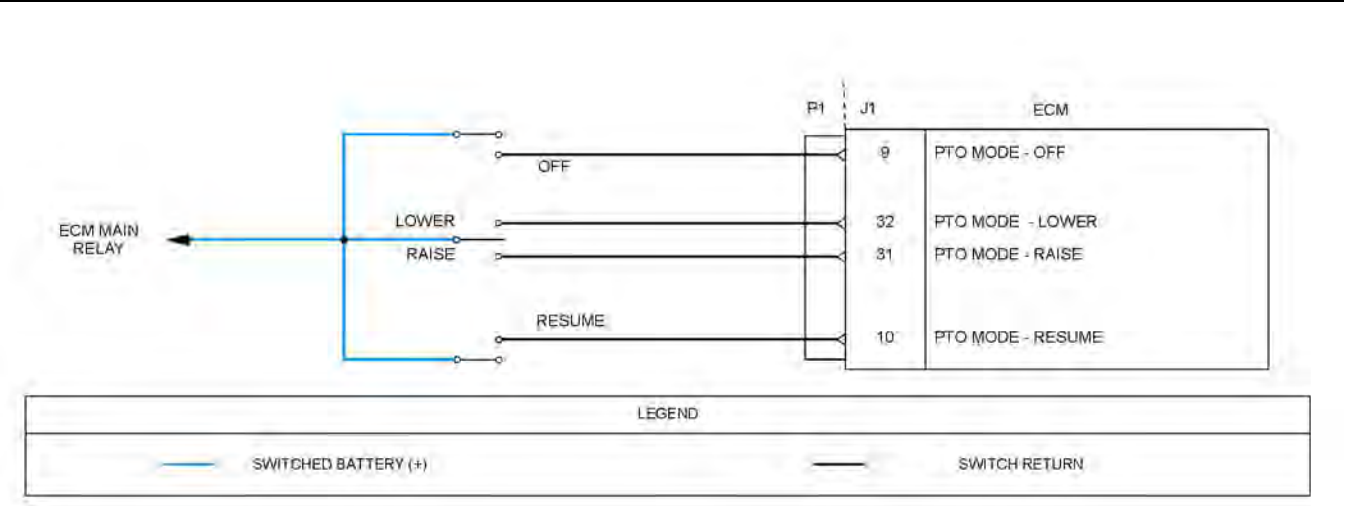 P1 J1 ECM
9 PTO MODE - OFF
OFF
LOWER 32 PTO MODE - LOWER
ECM MAIN
RELAY
RAISE 31 PTO MODE - RAISE
RESUME
10 PTO MODE - RESUME
LEGEND
SWITCHED BATTERY (+) SWITCH RETURN